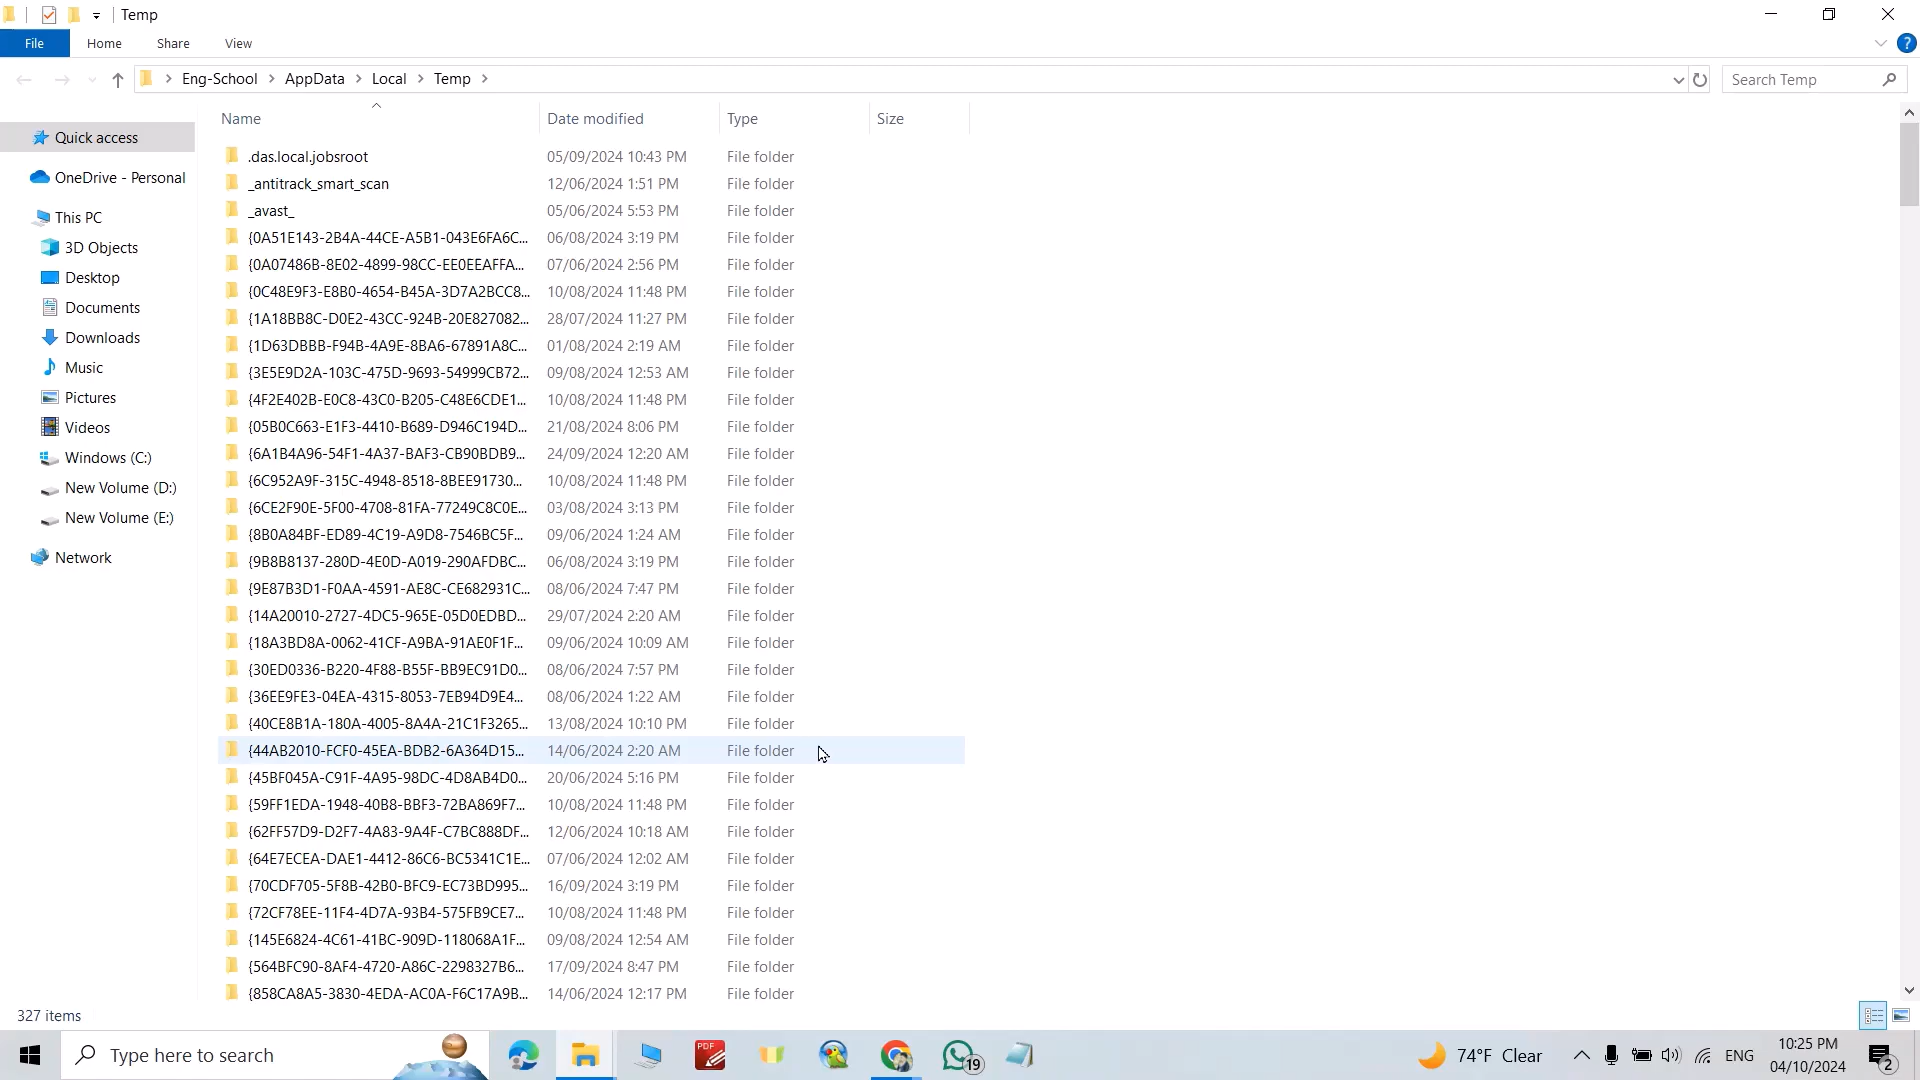 Temp
File Home Share View
Eng-School AppData Local Temp
Search Temp
Quick access
OneDrive - Personal
This PC
3D Objects
Desktop
Documents
Downloads
Music
Pictures
Videos
Windows (C:)
New Volume (D:)
New Volume (E:)
Network
Name Date modified Type Size
.das.local.jobsroot 05/09/2024 10:43 PM File folder
_antitrack_smart_scan 12/06/2024 1:51 PM File folder
_avast_ 05/06/2024 5:53 PM File folder
{0A51E143-2B4A-44CE-A5B1-043E6FA6C... 06/08/2024 3:19 PM File folder
{0A07486B-8E02-4899-98CC-EE0EEAFFA... 07/06/2024 2:56 PM File folder
{0C48E9F3-E8B0-4654-B45A-3D7A2BCC8... 10/08/2024 11:48 PM File folder
{1A18BB8C-D0E2-43CC-924B-20E827082... 28/07/2024 11:27 PM File folder
{1D63DBBB-F94B-4A9E-8BA6-67891A8C... 01/08/2024 2:19 AM File folder
{3E5E9D2A-103C-475D-9693-54999CB72... 09/08/2024 12:53 AM File folder
{4F2E402B-E0C8-43C0-B205-C48E6CDE1... 10/08/2024 11:48 PM File folder
{05B0C663-E1F3-4410-B689-D946C194D... 21/08/2024 8:06 PM File folder
{6A1B4A96-54F1-4A37-BAF3-CB90BDB9... 24/09/2024 12:20 AM File folder
{6C952A9F-315C-4948-8518-8BEE91730... 10/08/2024 11:48 PM File folder
{6CE2F90E-5F00-4708-81FA-77249C8C0E... 03/08/2024 3:13 PM File folder
{8B0A84BF-ED89-4C19-A9D8-7546BC5F... 09/06/2024 1:24 AM File folder
{9B8B8137-280D-4E0D-A019-290AFDBC... 06/08/2024 3:19 PM File folder
{9E87B3D1-F0AA-4591-AE8C-CE682931C... 08/06/2024 7:47 PM File folder
{14A20010-2727-4DC5-965E-05D0EDBD... 29/07/2024 2:20 AM File folder
{18A3BD8A-0062-41CF-A9BA-91AE0F1F... 09/06/2024 10:09 AM File folder
{30ED0336-B220-4F88-B55F-BB9EC91D0... 08/06/2024 7:57 PM File folder
{36EE9FE3-04EA-4315-8053-7EB94D9E4... 08/06/2024 1:22 AM File folder
{40CE8B1A-180A-4005-8A4A-21C1F3265... 13/08/2024 10:10 PM File folder
{44AB2010-FCF0-45EA-BDB2-6A364D15... 14/06/2024 2:20 AM File folder
{45BF045A-C91F-4A95-98DC-4D8AB4D0... 20/06/2024 5:16 PM File folder
{59FF1EDA-1948-40B8-BBF3-72BA869F7... 10/08/2024 11:48 PM File folder
{62FF57D9-D2F7-4A83-9A4F-C7BC888DF... 12/06/2024 10:18 AM File folder
{64E7ECEA-DAE1-4412-86C6-BC5341C1E... 07/06/2024 12:02 AM File folder
{70CDF705-5F8B-42B0-BFC9-EC73BD995... 16/09/2024 3:19 PM File folder
{72CF78EE-11F4-4D7A-93B4-575FB9CE7... 10/08/2024 11:48 PM File folder
{145E6824-4C61-41BC-909D-118068A1F... 09/08/2024 12:54 AM File folder
{564BFC90-8AF4-4720-A86C-2298327B6... 17/09/2024 8:47 PM File folder
{858CA8A5-3830-4EDA-AC0A-F6C17A9B... 14/06/2024 12:17 PM File folder
327 items
Type here to search
PDF
19
74°F Clear
ENG
10:25 PM
04/10/2024
2